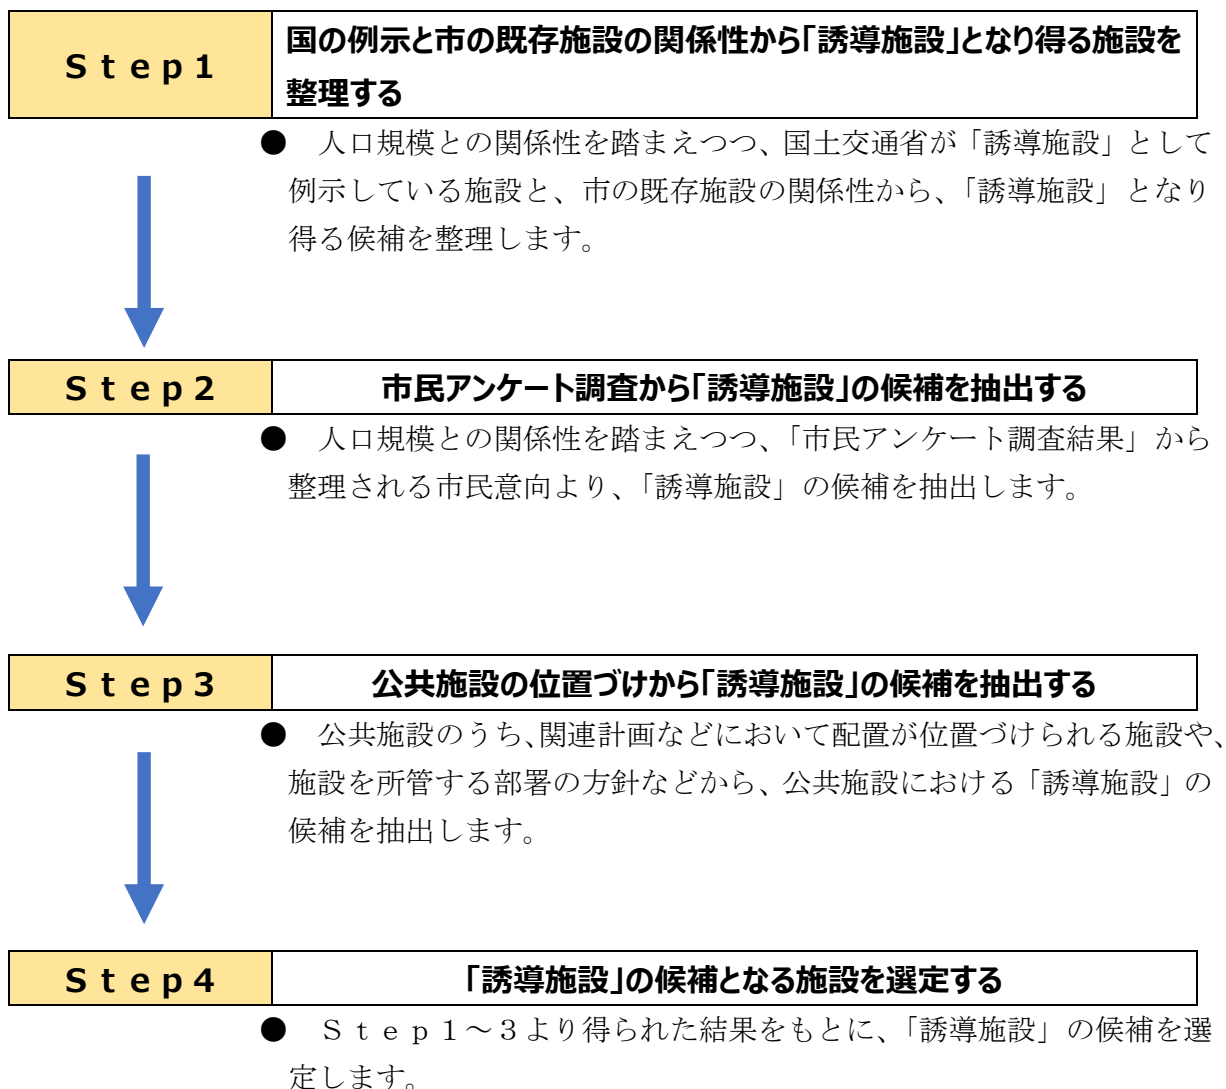 Ｓｔｅｐ１
国の例示と市の既存施設の関係性から「誘導施設」となり得る施設を
整理する
●　人口規模との関係性を踏まえつつ、国土交通省が「誘導施設」として
例示している施設と、市の既存施設の関係性から、「誘導施設」となり
得る候補を整理します。
Ｓｔｅｐ２
市民アンケート調査から「誘導施設」の候補を抽出する
●　人口規模との関係性を踏まえつつ、「市民アンケート調査結果」から
整理される市民意向より、「誘導施設」の候補を抽出します。
Ｓｔｅｐ３
公共施設の位置づけから「誘導施設」の候補を抽出する
●　公共施設のうち、関連計画などにおいて配置が位置づけられる施設や、
施設を所管する部署の方針などから、公共施設における「誘導施設」の
候補を抽出します。
Ｓｔｅｐ４
「誘導施設」の候補となる施設を選定する
●　Ｓｔｅｐ１～３より得られた結果をもとに、「誘導施設」の候補を選
定します。